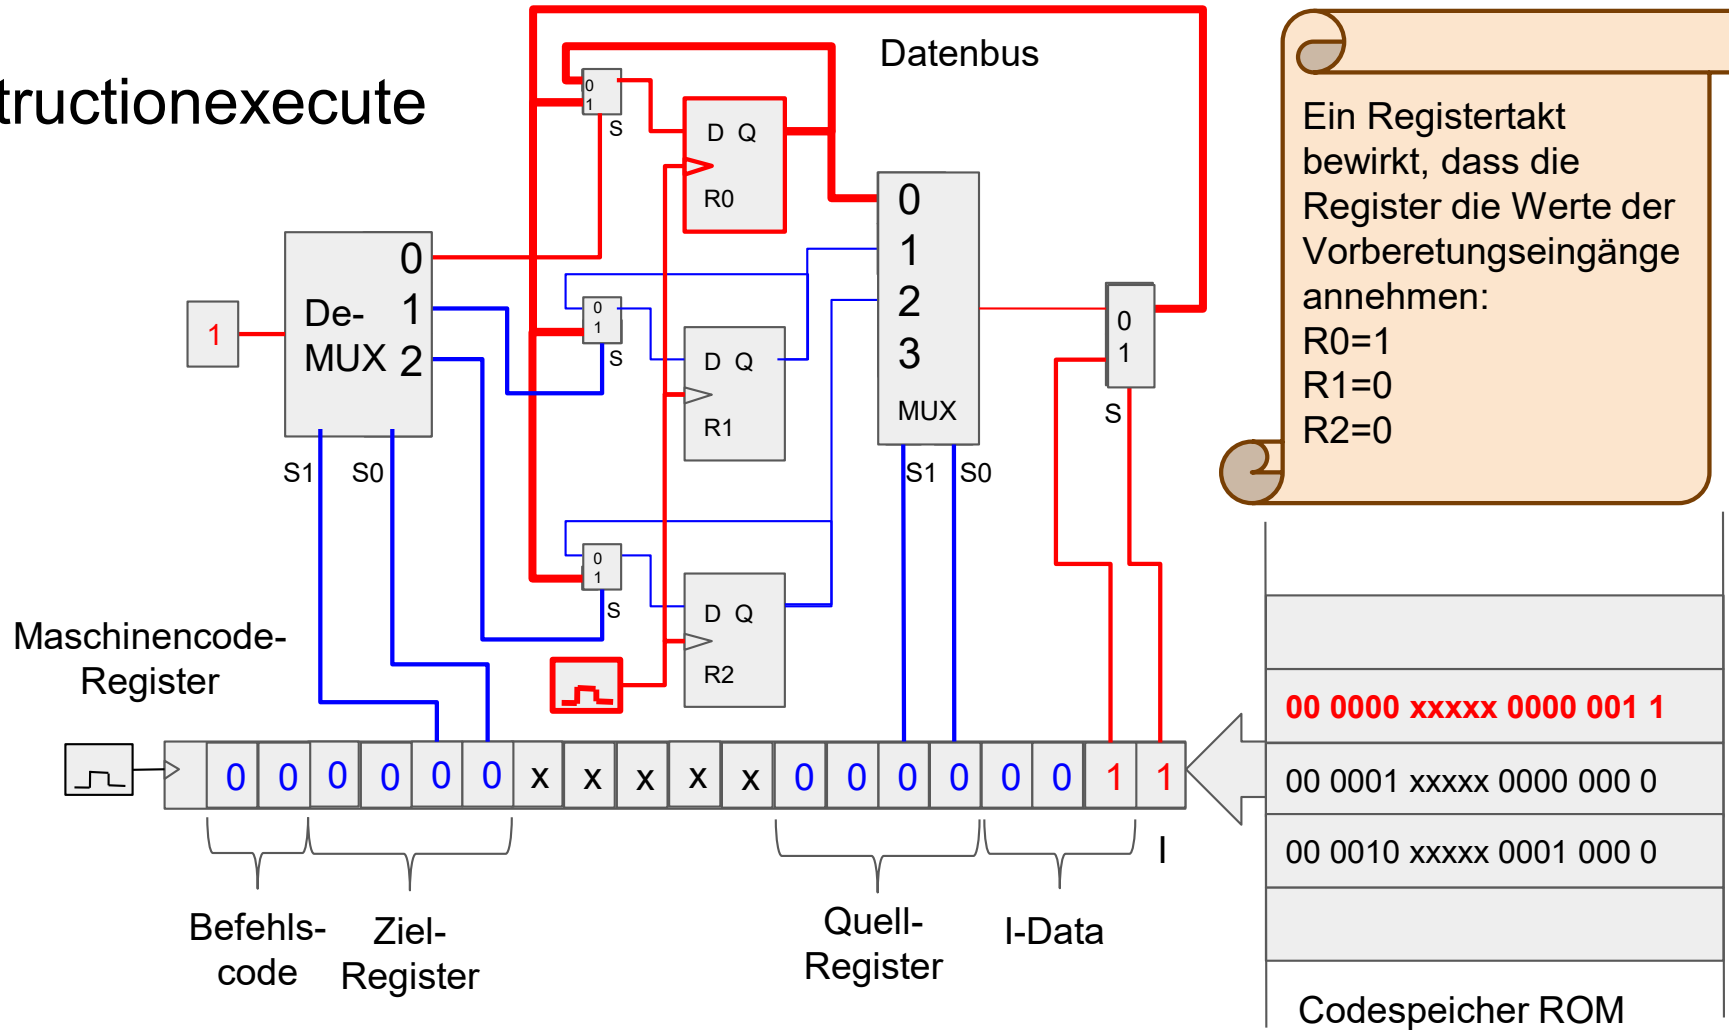 tructionexecute
Datenbus
Ein Registertakt
bewirkt, dass die
Register die Werte der
Vorberetungseingänge
annehmen:
R0=1
R1=0
R2=0
0
1
S
D Q
R0
0
1
2
3
MUX
S1 S0
1
De-
MUX
0
1
2
S1 S0
0
1
S
D Q
R1
0
1
S
0
1
S
D Q
R2
Maschinencode-
Register
0 0 0 0 0 0 x x x x x 0 0 0 0 0 0 1 1
I
Befehls-
code
Ziel-
Register
Quell-
Register
I-Data
00 0000 xxxxx 0000 001 1
00 0001 xxxxx 0000 000 0
00 0010 xxxxx 0001 000 0
Codespeicher ROM